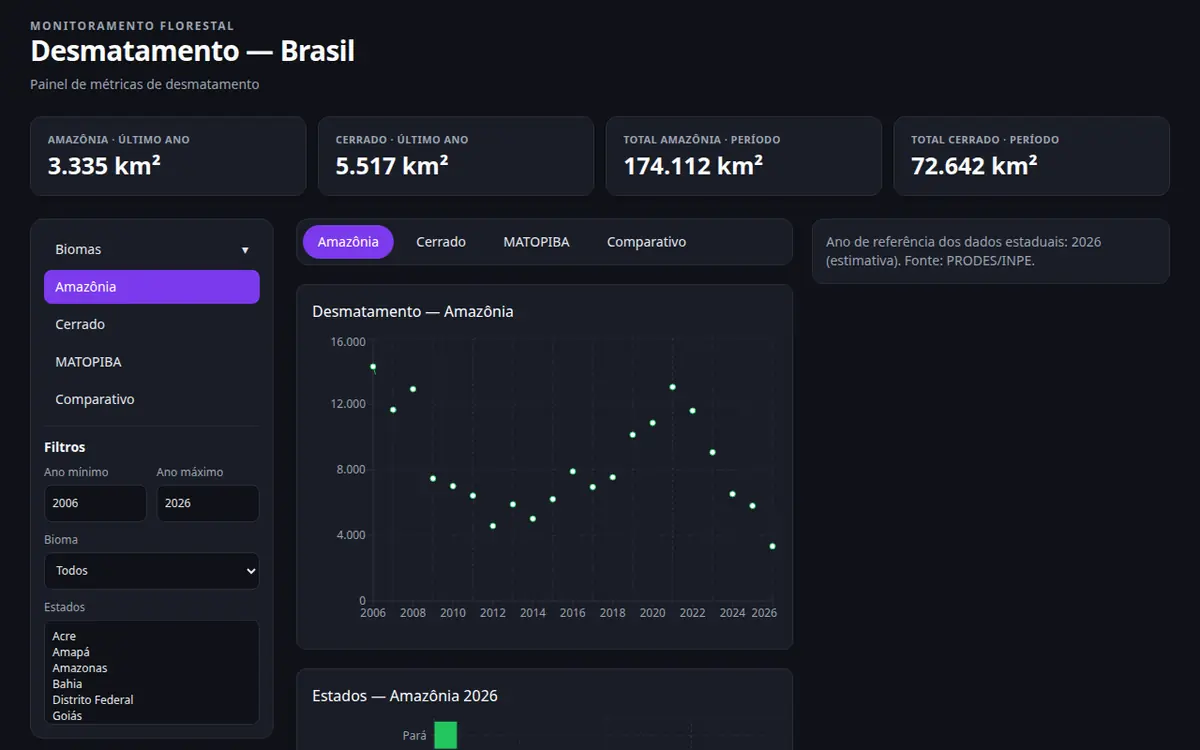 MONITORAMENTO FLORESTAL
Desmatamento — Brasil
Painel de métricas de desmatamento
AMAZÔNIA · ÚLTIMO ANO
3.335 km²
CERRADO · ÚLTIMO ANO
5.517 km²
TOTAL AMAZÔNIA · PERÍODO
174.112 km²
TOTAL CERRADO · PERÍODO
72.642 km²
Biomas
Amazônia
Cerrado
MATOPIBA
Comparativo
Filtros
Ano mínimo
Ano máximo
2006
2026
Bioma
Todos
Estados
Acre
Amapá
Amazonas
Bahia
Distrito Federal
Goiás
Amazônia
Cerrado
MATOPIBA
Comparativo
Desmatamento — Amazônia
16.000
12.000
8.000
4.000
0
2006 2008 2010 2012 2014 2016 2018 2020 2022 2024 2026
Estados — Amazônia 2026
Pará
Ano de referência dos dados estaduais: 2026
(estimativa). Fonte: PRODES/INPE.